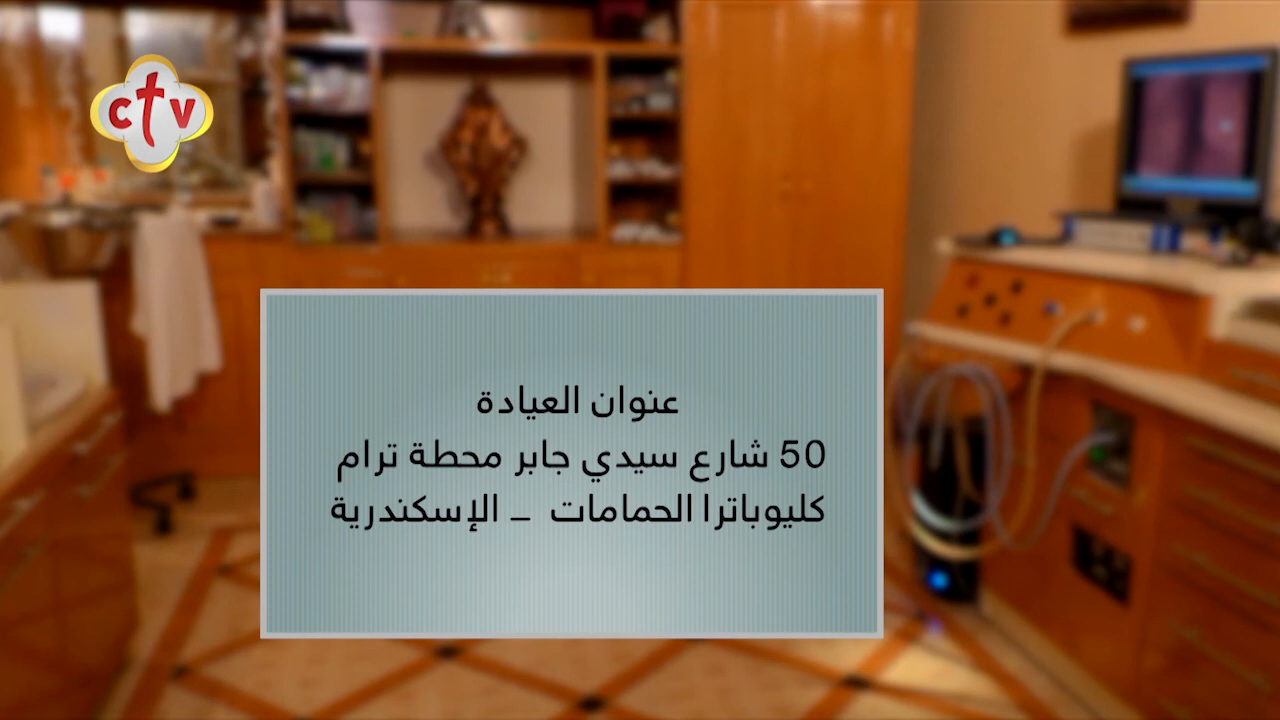 ctv
عنوان العيادة
50 شارع سيدي جابر محطة ترام
كليوباترا الحمامات – الإسكندرية